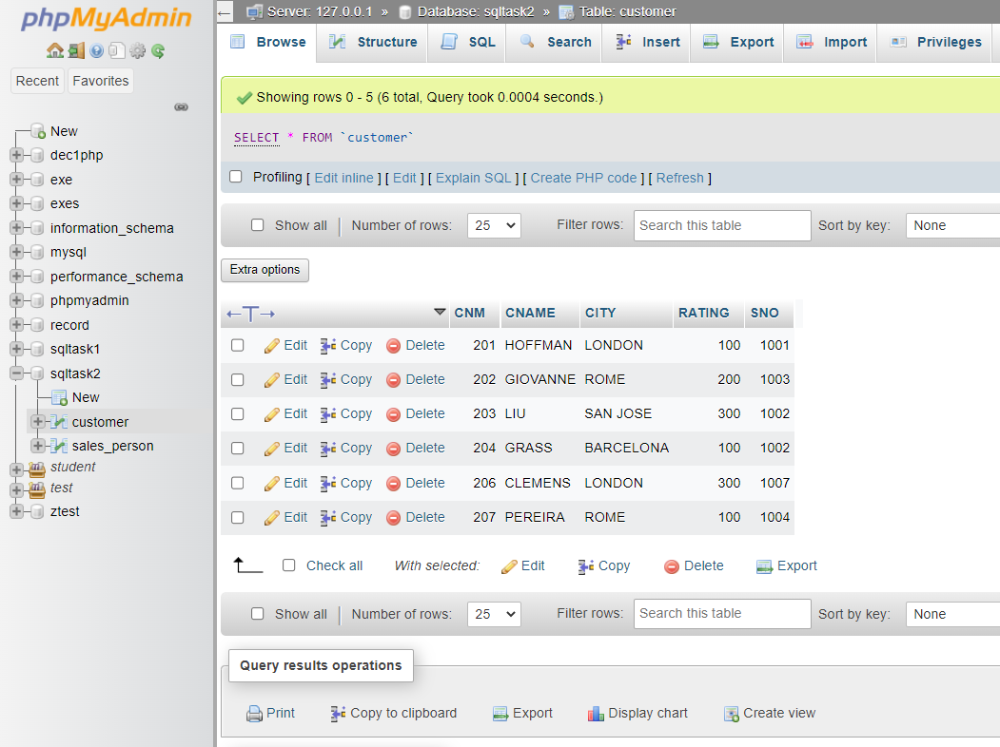 phpMyAdmin
Recent Favorites
New
dec1php
exe
exes
information_schema
mysql
performance_schema
phpmyadmin
record
sqltask1
sqltask2
New
customer
sales_person
student
test
ztest
← Server: 127.0.0.1 » Database: sqltask2 » Table: customer
Browse Structure SQL Search Insert Export Import Privileges
Showing rows 0 - 5 (6 total, Query took 0.0004 seconds.)
SELECT * FROM `customer`
Profiling [ Edit inline ] [ Edit ] [ Explain SQL ] [ Create PHP code ] [ Refresh ]
Show all | Number of rows: 25 Filter rows: Search this table Sort by key: None
Extra options
←T→ CNM CNAME CITY RATING SNO
Edit Copy Delete 201 HOFFMAN LONDON 100 1001
Edit Copy Delete 202 GIOVANNE ROME 200 1003
Edit Copy Delete 203 LIU SAN JOSE 300 1002
Edit Copy Delete 204 GRASS BARCELONA 100 1002
Edit Copy Delete 206 CLEMENS LONDON 300 1007
Edit Copy Delete 207 PEREIRA ROME 100 1004
Check all With selected: Edit Copy Delete Export
Show all | Number of rows: 25 Filter rows: Search this table Sort by key: None
Query results operations
Print Copy to clipboard Export Display chart Create view